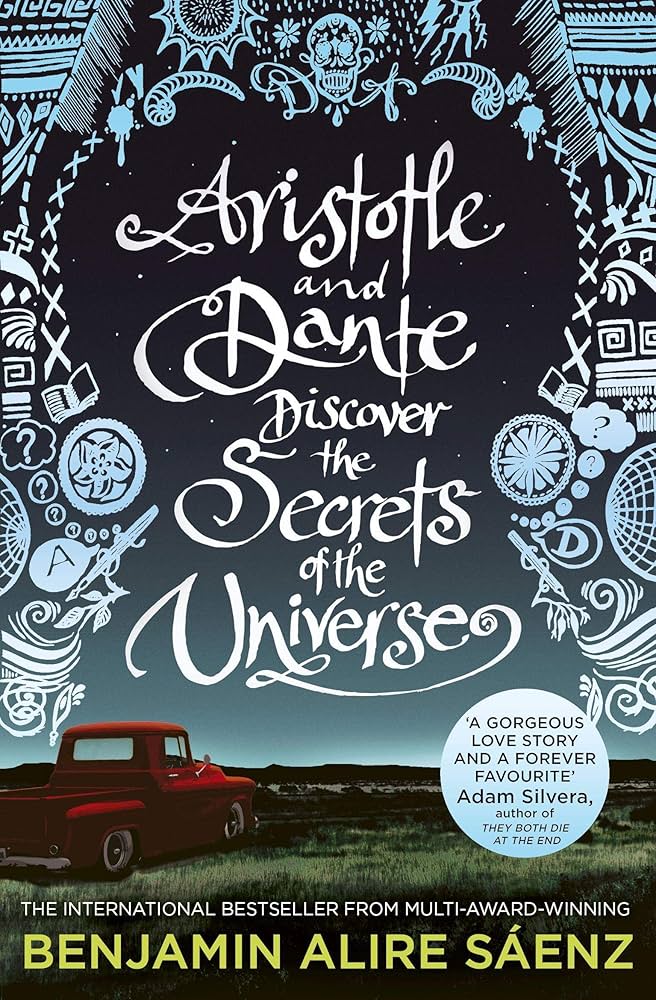 D A
Aristotle
and
Dante
Discover
the
Secrets
of the
Universe
?
?
?
A
?
?
D
'A GORGEOUS
LOVE STORY
AND A FOREVER
FAVOURITE'
Adam Silvera,
author of
THEY BOTH DIE
AT THE END
THE INTERNATIONAL BESTSELLER FROM MULTI-AWARD-WINNING
BENJAMIN ALIRE SÁENZ